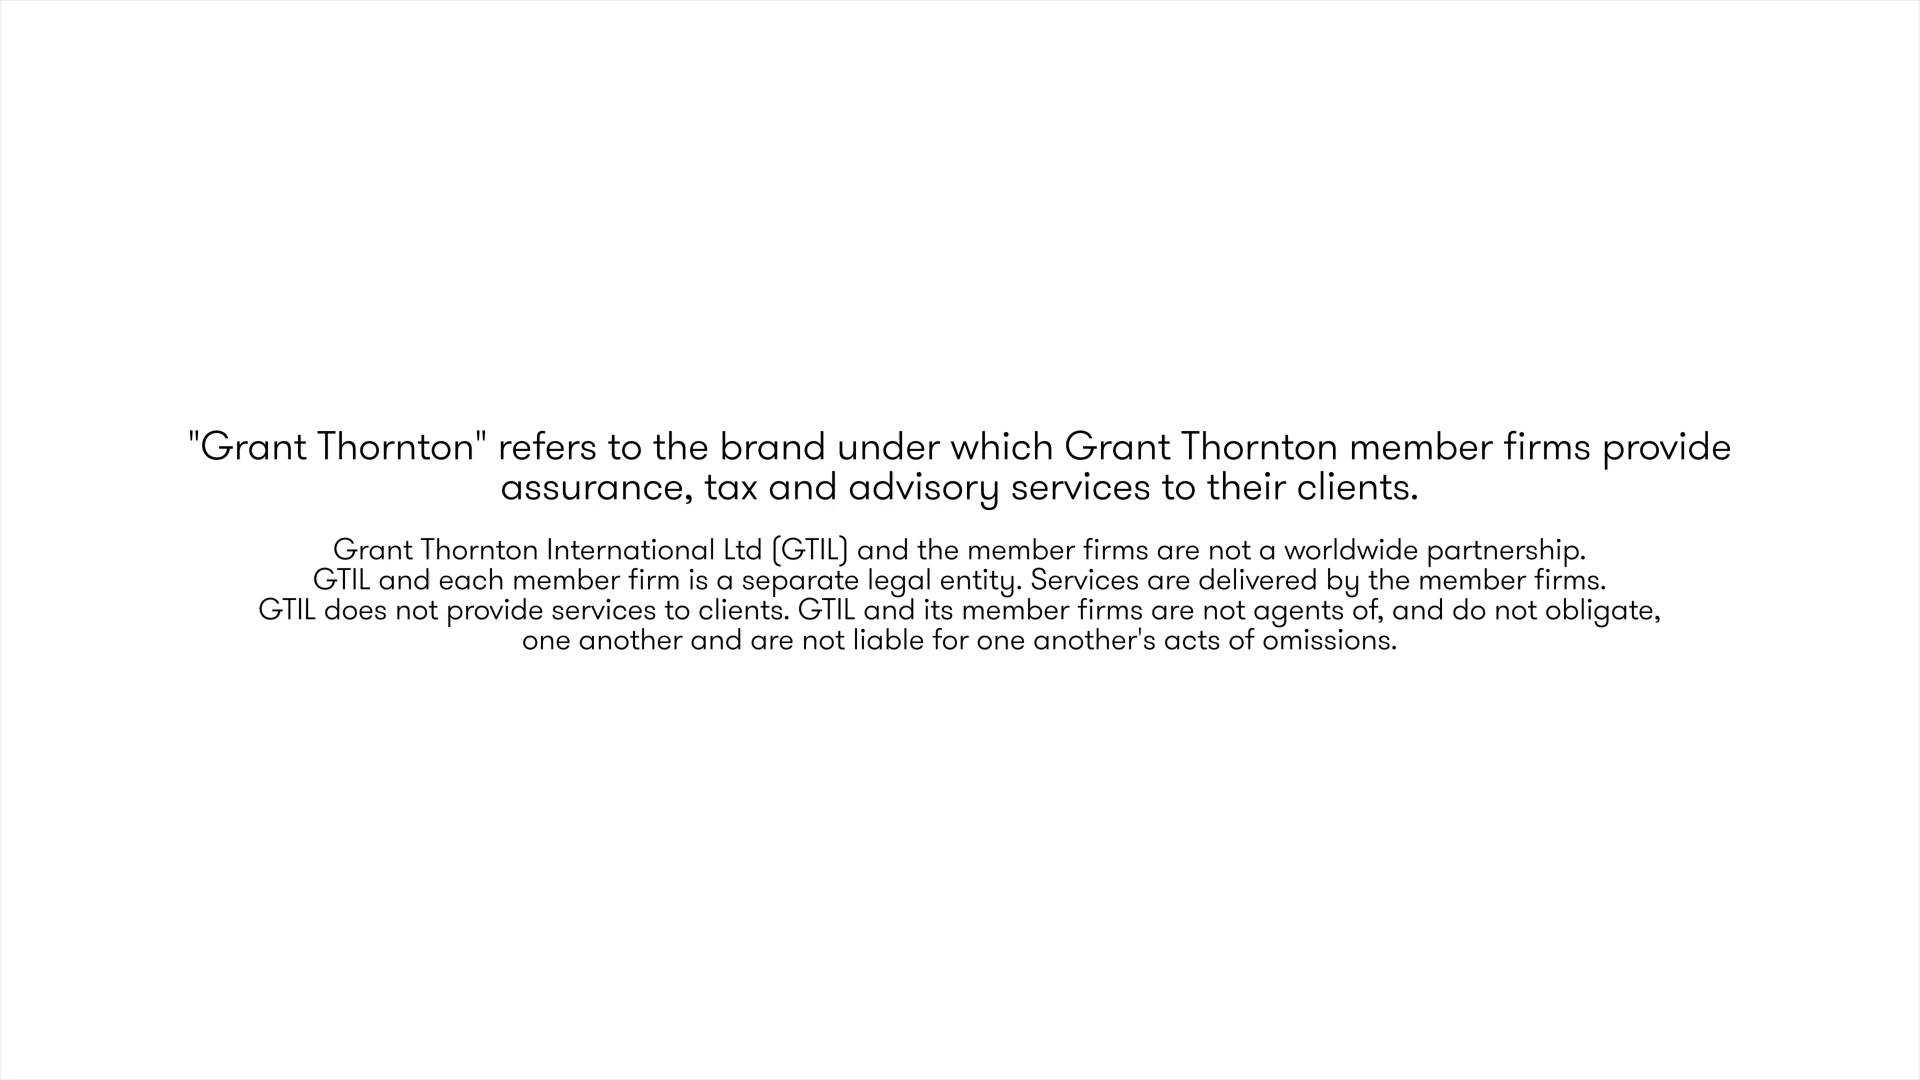 "Grant Thornton" refers to the brand under which Grant Thornton member firms provide
assurance, tax and advisory services to their clients.
Grant Thornton International Ltd (GTIL) and the member firms are not a worldwide partnership.
GTIL and each member firm is a separate legal entity. Services are delivered by the member firms.
GTIL does not provide services to clients. GTIL and its member firms are not agents of, and do not obligate,
one another and are not liable for one another's acts of omissions.